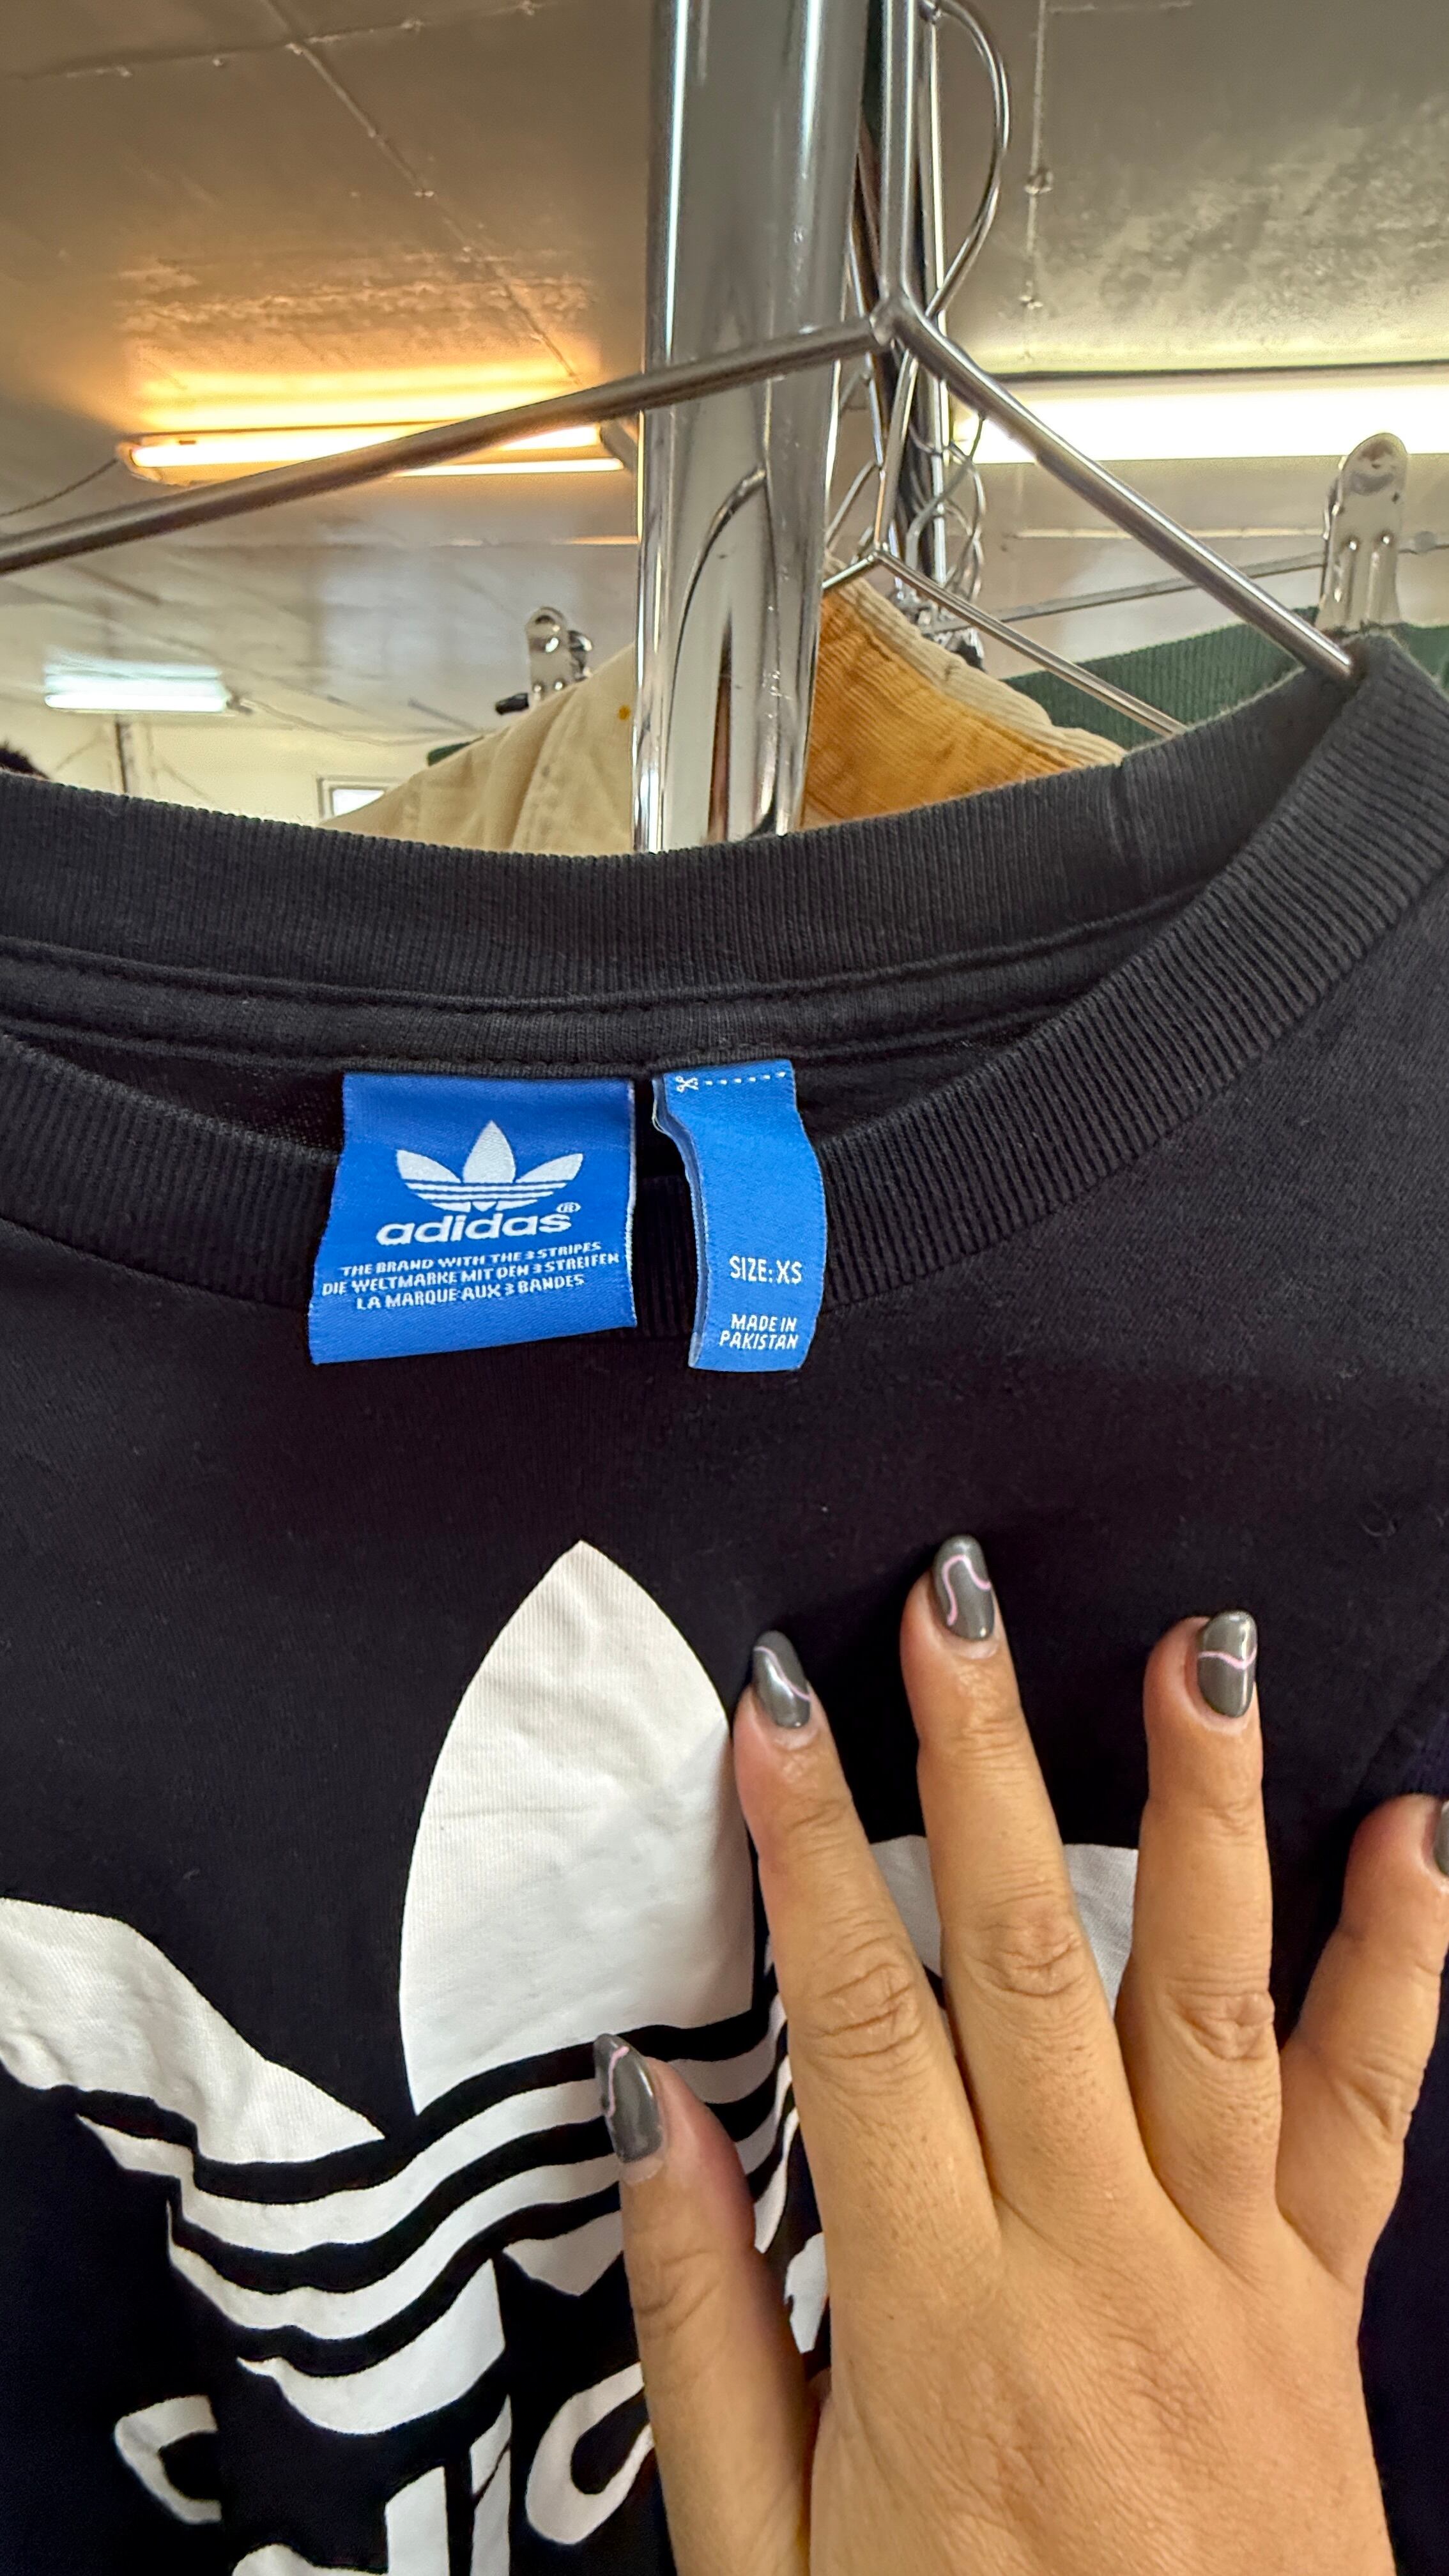 adidas®
THE BRAND WITH THE 3 STRIPES
DIE WELTMARKE MIT DEN 3 STREIFEN
LA MARQUE AUX 3 BANDES
SIZE: XS
MADE IN
PAKISTAN